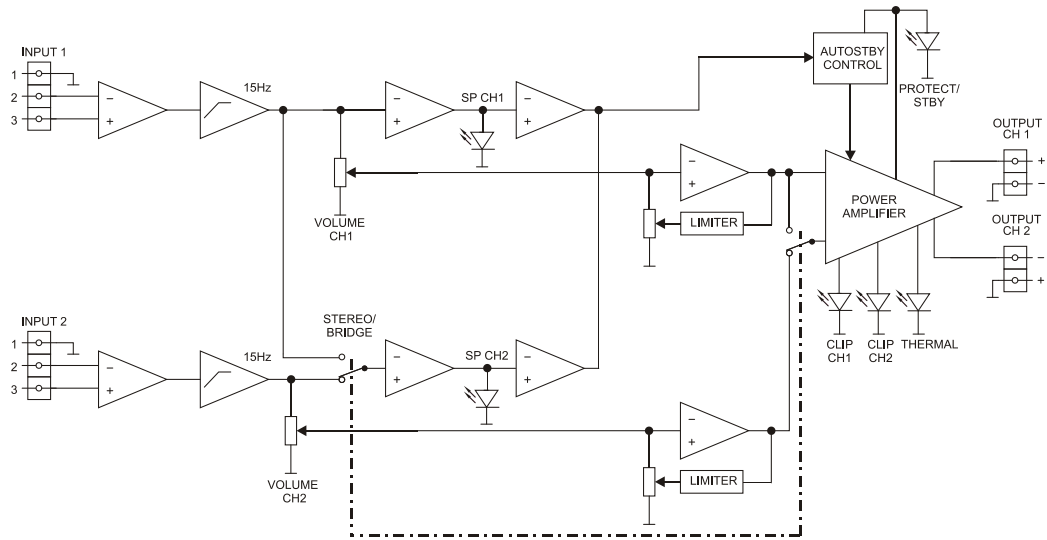 INPUT 1
1
2
3
−
+
15Hz
−
+
SP CH1
−
+
AUTOSTBY
CONTROL
PROTECT/
STBY
VOLUME
CH1
−
+
LIMITER
POWER
AMPLIFIER
OUTPUT
CH 1
+
−
OUTPUT
CH 2
−
+
CLIP
CH1
CLIP
CH2
THERMAL
INPUT 2
1
2
3
−
+
15Hz
STEREO/
BRIDGE
−
+
SP CH2
−
+
VOLUME
CH2
−
+
LIMITER